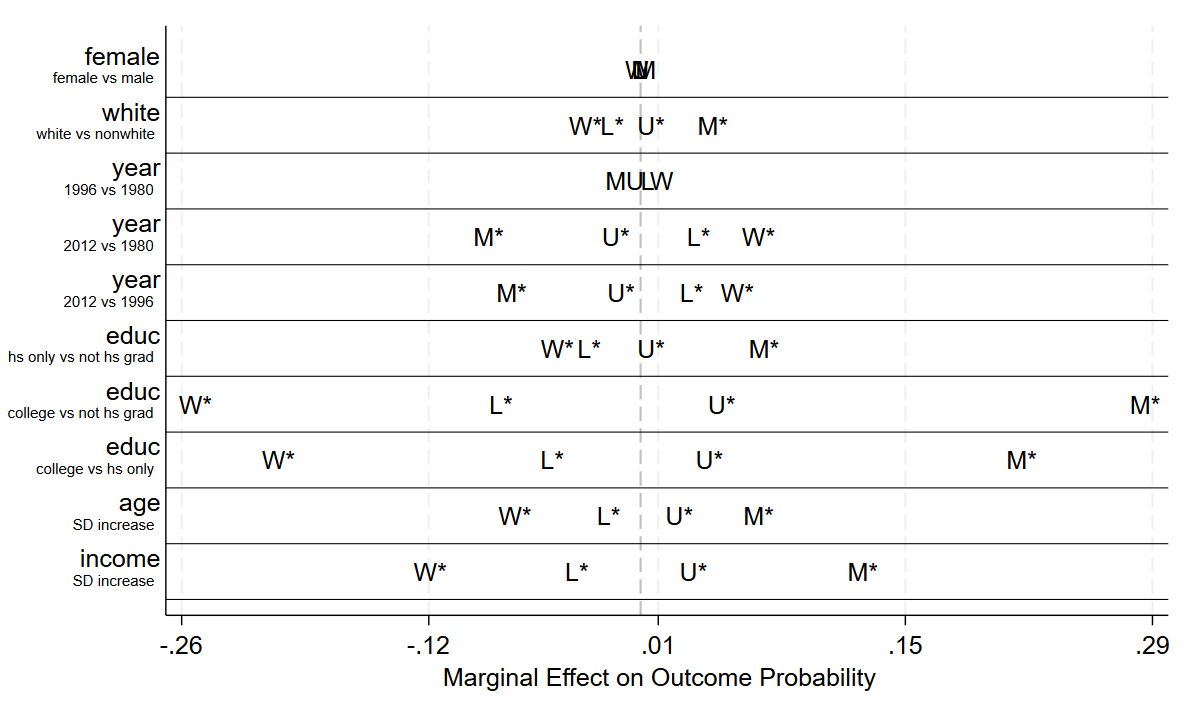 female
female vs male
W M
white
white vs nonwhite
W* L* U* M*
year
1996 vs 1980
M U L W
year
2012 vs 1980
M* U* L* W*
year
2012 vs 1996
M* U* L* W*
educ
hs only vs not hs grad
W* L* U* M*
educ
college vs not hs grad
W* L* U* M*
educ
college vs hs only
W* L* U* M*
age
SD increase
W* L* U* M*
income
SD increase
W* L* U* M*
-.26 -.12 .01 .15 .29
Marginal Effect on Outcome Probability